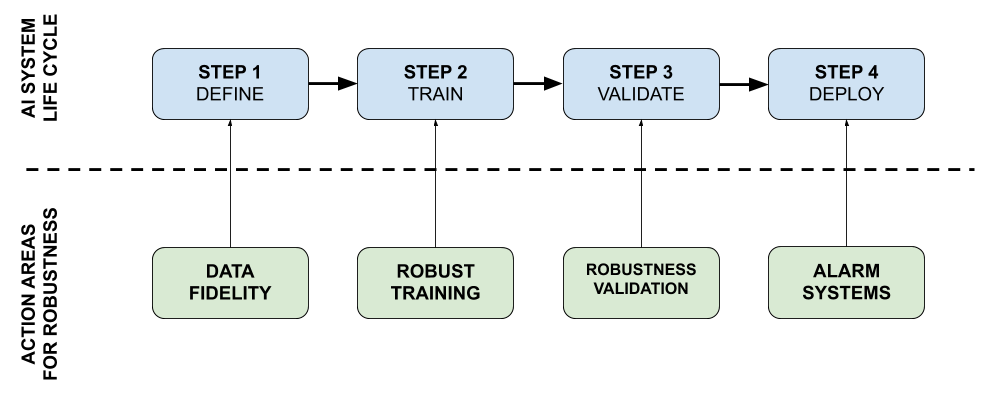 AI SYSTEM
LIFE CYCLE
STEP 1
DEFINE
STEP 2
TRAIN
STEP 3
VALIDATE
STEP 4
DEPLOY
ACTION AREAS
FOR ROBUSTNESS
DATA
FIDELITY
ROBUST
TRAINING
ROBUSTNESS
VALIDATION
ALARM
SYSTEMS